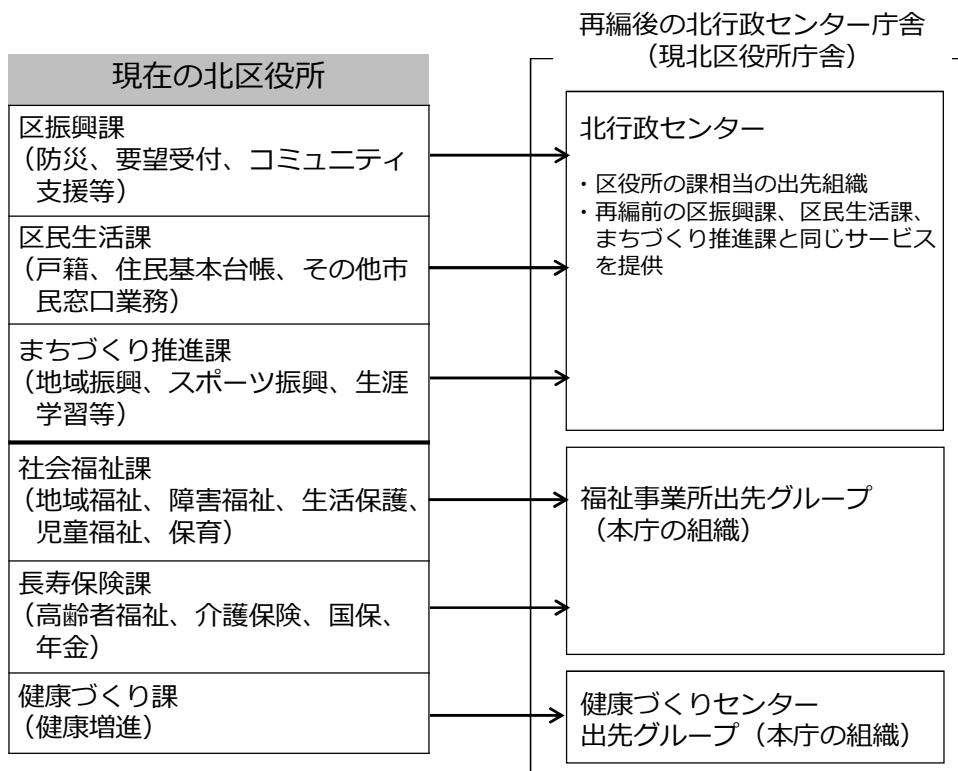 再編後の北行政センター庁舎
（現北区役所庁舎）
現在の北区役所
区振興課
（防災、要望受付、コミュニティ
支援等）
区民生活課
（戸籍、住民基本台帳、その他市
民窓口業務）
まちづくり推進課
（地域振興、スポーツ振興、生涯
学習等）
社会福祉課
（地域福祉、障害福祉、生活保護、
児童福祉、保育）
長寿保険課
（高齢者福祉、介護保険、国保、
年金）
健康づくり課
（健康増進）
北行政センター
・区役所の課相当の出先組織
・再編前の区振興課、区民生活課、
まちづくり推進課と同じサービス
を提供
福祉事業所出先グループ
（本庁の組織）
健康づくりセンター
出先グループ（本庁の組織）